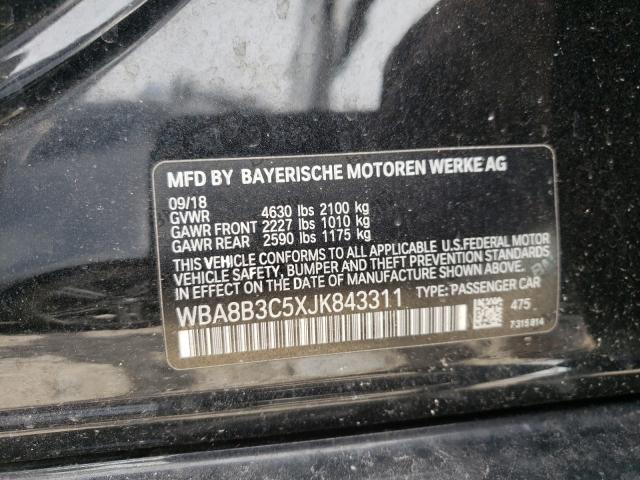 MFD BY BAYERISCHE MOTOREN WERKE AG
09/18
GVWR 4630 lbs 2100 kg
GAWR FRONT 2227 lbs 1010 kg
GAWR REAR 2590 lbs 1175 kg
THIS VEHICLE CONFORMS TO ALL APPLICABLE U.S. FEDERAL MOTOR
VEHICLE SAFETY, BUMPER AND THEFT PREVENTION STANDARDS
IN EFFECT ON THE DATE OF MANUFACTURE SHOWN ABOVE.
WBA8B3C5XJK843311 TYPE: PASSENGER CAR
475
7315814